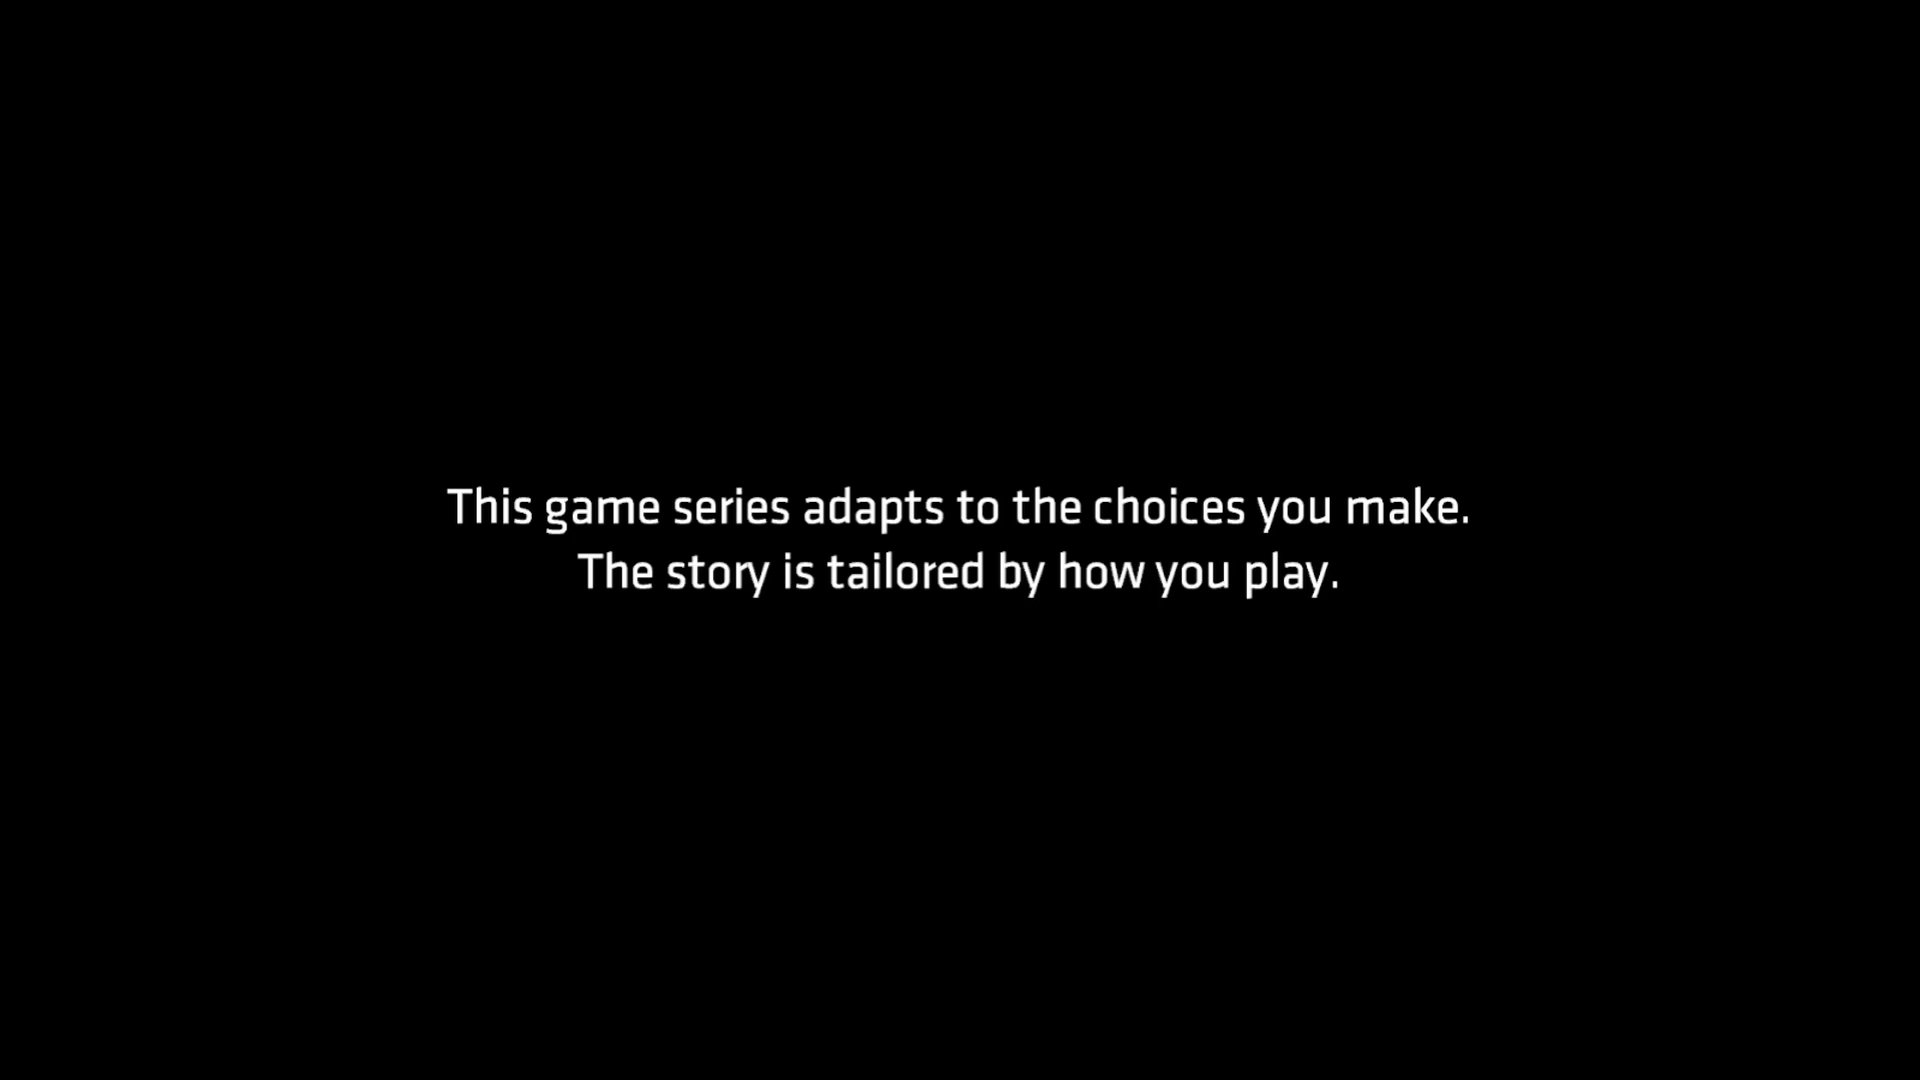 This game series adapts to the choices you make.
The story is tailored by how you play.